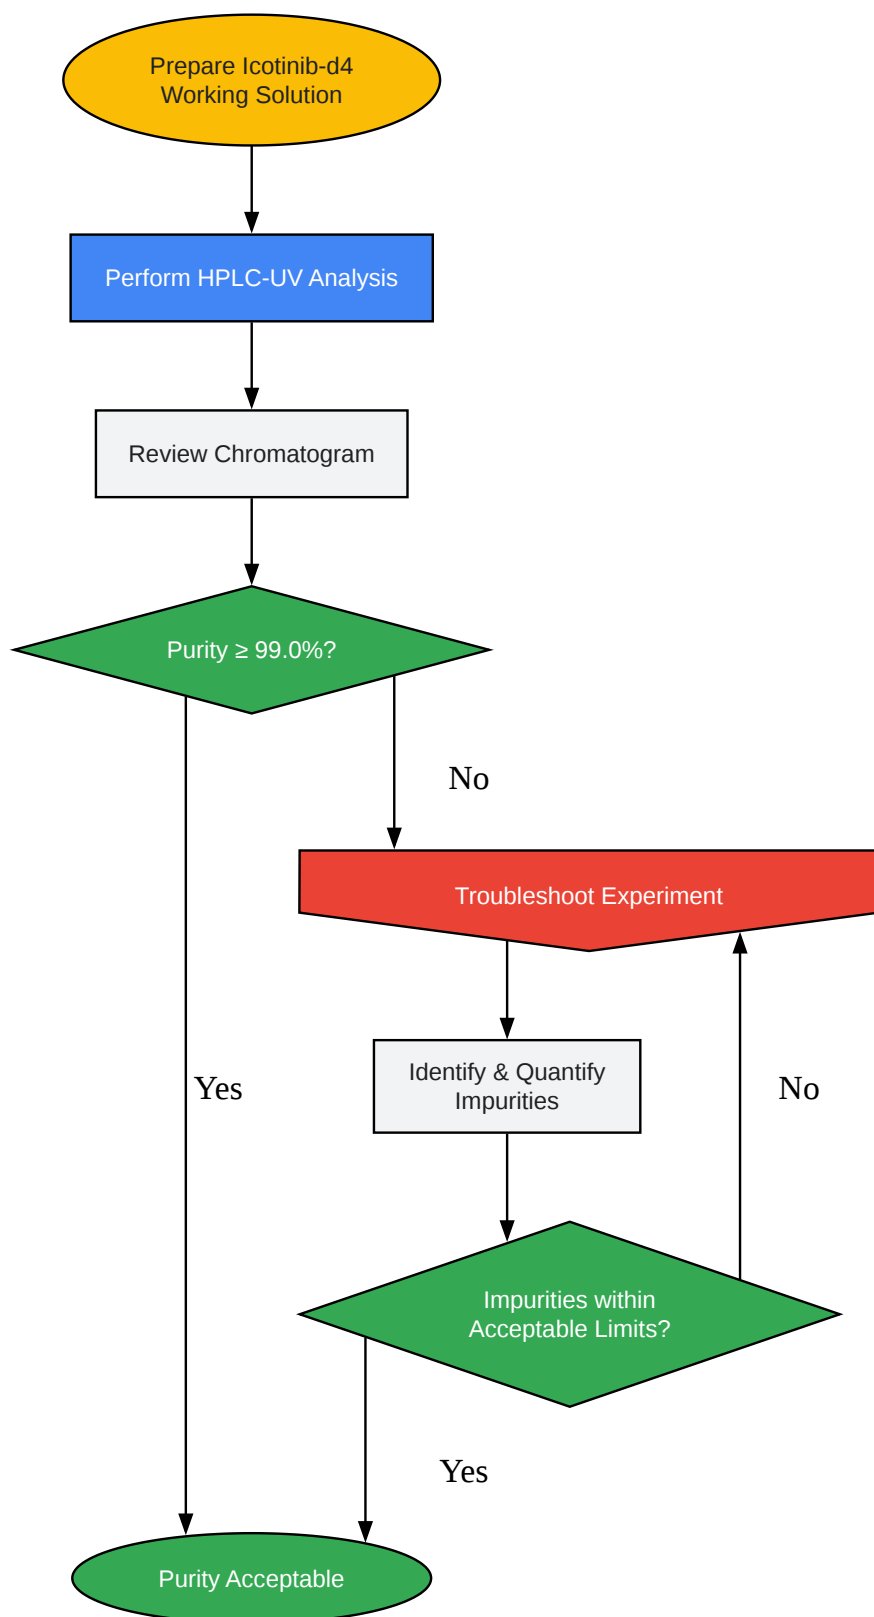 Prepare Icotinib-d4
Working Solution
Perform HPLC-UV Analysis
Review Chromatogram
Purity ≥ 99.0%?
No
Troubleshoot Experiment
Identify & Quantify
Impurities
Yes
No
Impurities within
Acceptable Limits?
Yes
Purity Acceptable